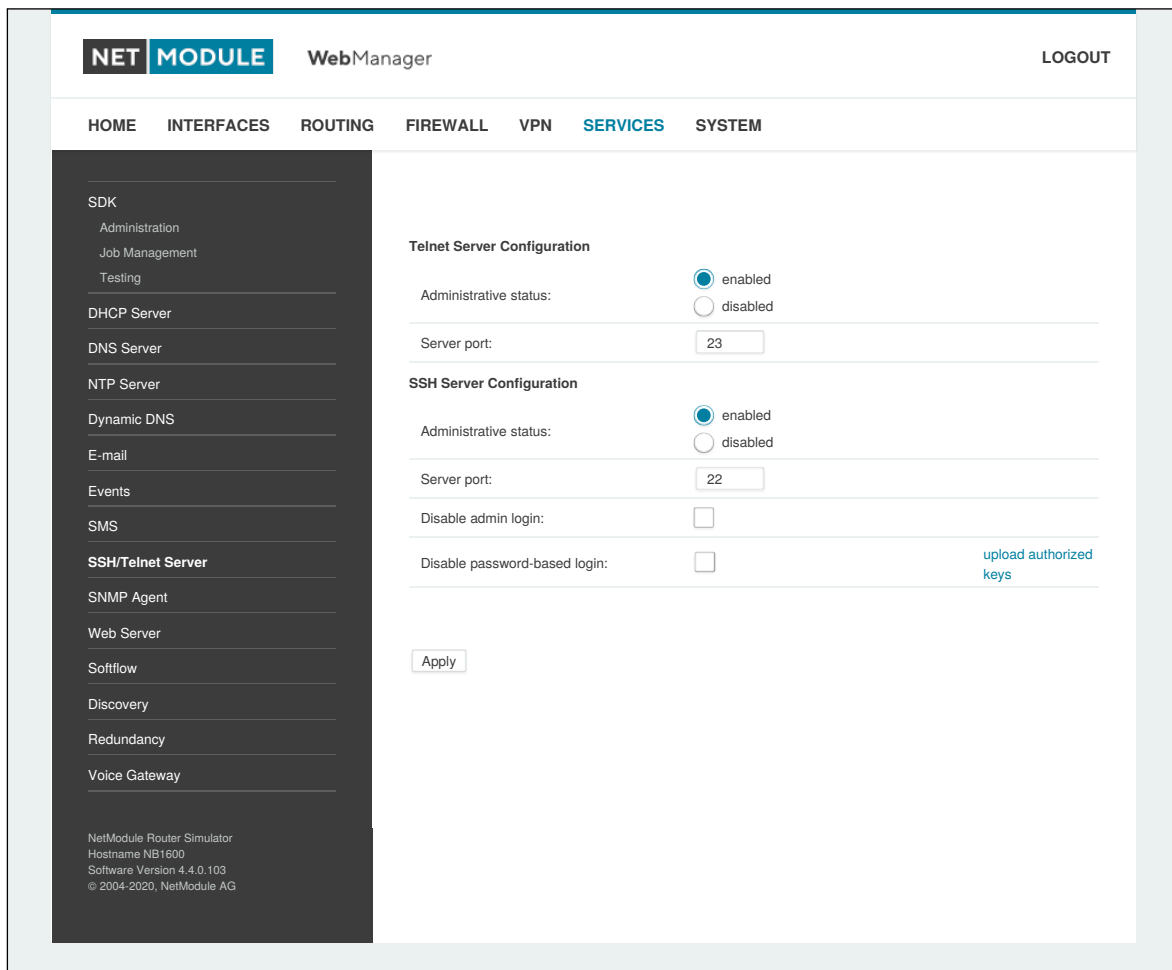 NET MODULE WebManager LOGOUT
HOME INTERFACES ROUTING FIREWALL VPN SERVICES SYSTEM
SDK
Administration
Job Management
Testing
DHCP Server
DNS Server
NTP Server
Dynamic DNS
E-mail
Events
SMS
SSH/Telnet Server
SNMP Agent
Web Server
Softflow
Discovery
Redundancy
Voice Gateway
NetModule Router Simulator
Hostname NB1600
Software Version 4.4.0.103
© 2004-2020, NetModule AG
Telnet Server Configuration
Administrative status:
enabled
disabled
Server port: 23
SSH Server Configuration
Administrative status:
enabled
disabled
Server port: 22
Disable admin login:
Disable password-based login:
upload authorized
keys
Apply